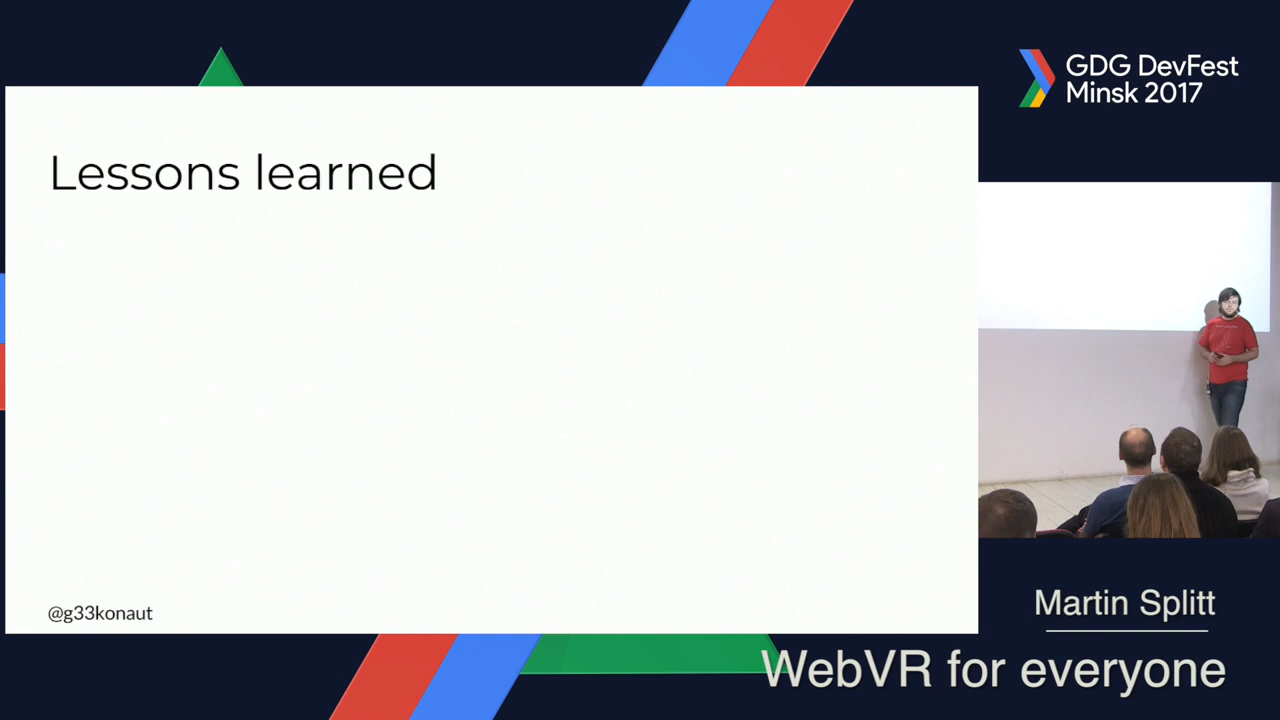 Lessons learned
@g33konaut
GDG DevFest
Minsk 2017
Martin Splitt
WebVR for everyone